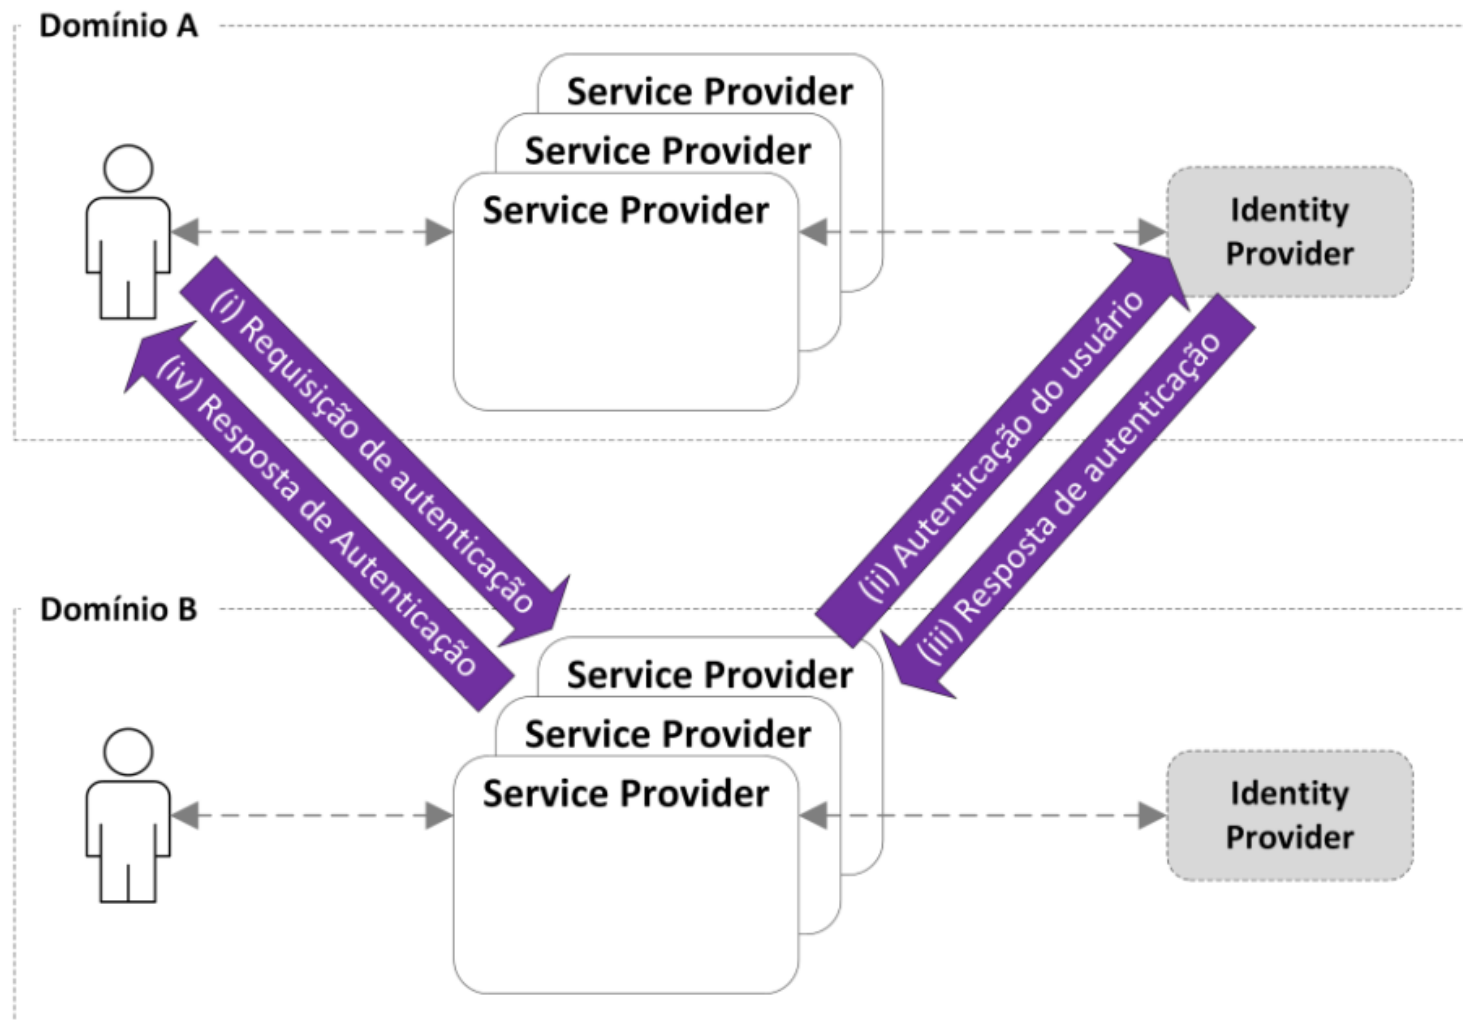 Domínio A
Service Provider
Service Provider
Service Provider
Identity
Provider
(i) Requisição de autenticação
(iv) Resposta de Autenticação
(ii) Autenticação do usuário
(iii) Resposta de autenticação
Domínio B
Service Provider
Service Provider
Service Provider
Identity
Provider